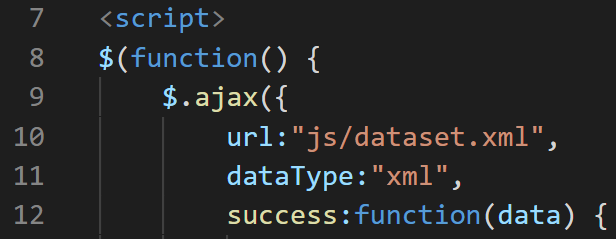 7 <script>
8 $(function() {
9 $.ajax({
10 url:"js/dataset.xml",
11 dataType:"xml",
12 success:function(data) {